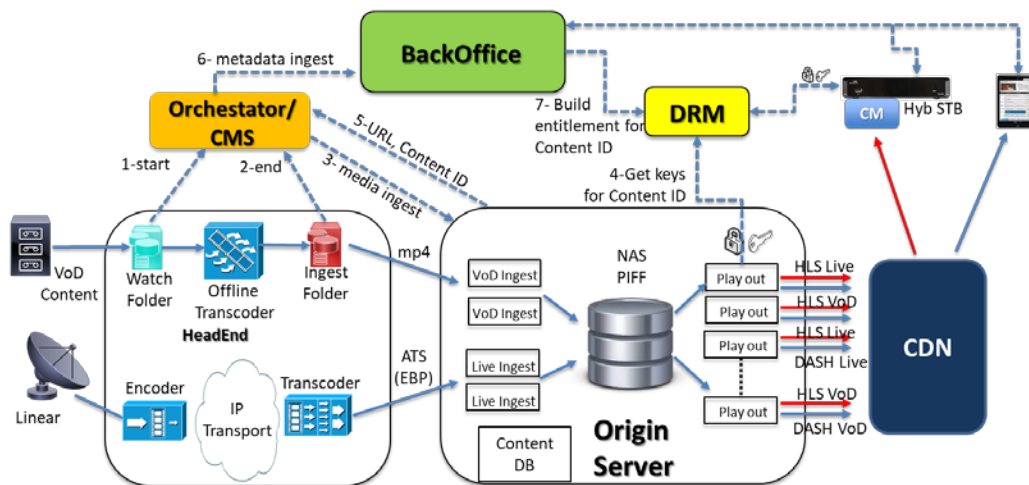 BackOffice
6- metadata ingest
Orchestator/
CMS
5-URL, Content ID
3- media ingest
1-start
2-end
7- Build
entitlement for
Content ID
DRM
CM
Hyb STB
4-Get keys
for Content ID
VoD
Content
Watch
Folder
Offline
Transcoder
Ingest
Folder
HeadEnd
mp4
Linear
Encoder
IP
Transport
Transcoder
ATS
(EBP)
VoD Ingest
VoD Ingest
Live Ingest
Live Ingest
NAS
PIFF
Content
DB
Origin
Server
Play out
Play out
Play out
Play out
HLS Live
HLS VoD
HLS Live
DASH Live
HLS VoD
DASH VoD
CDN